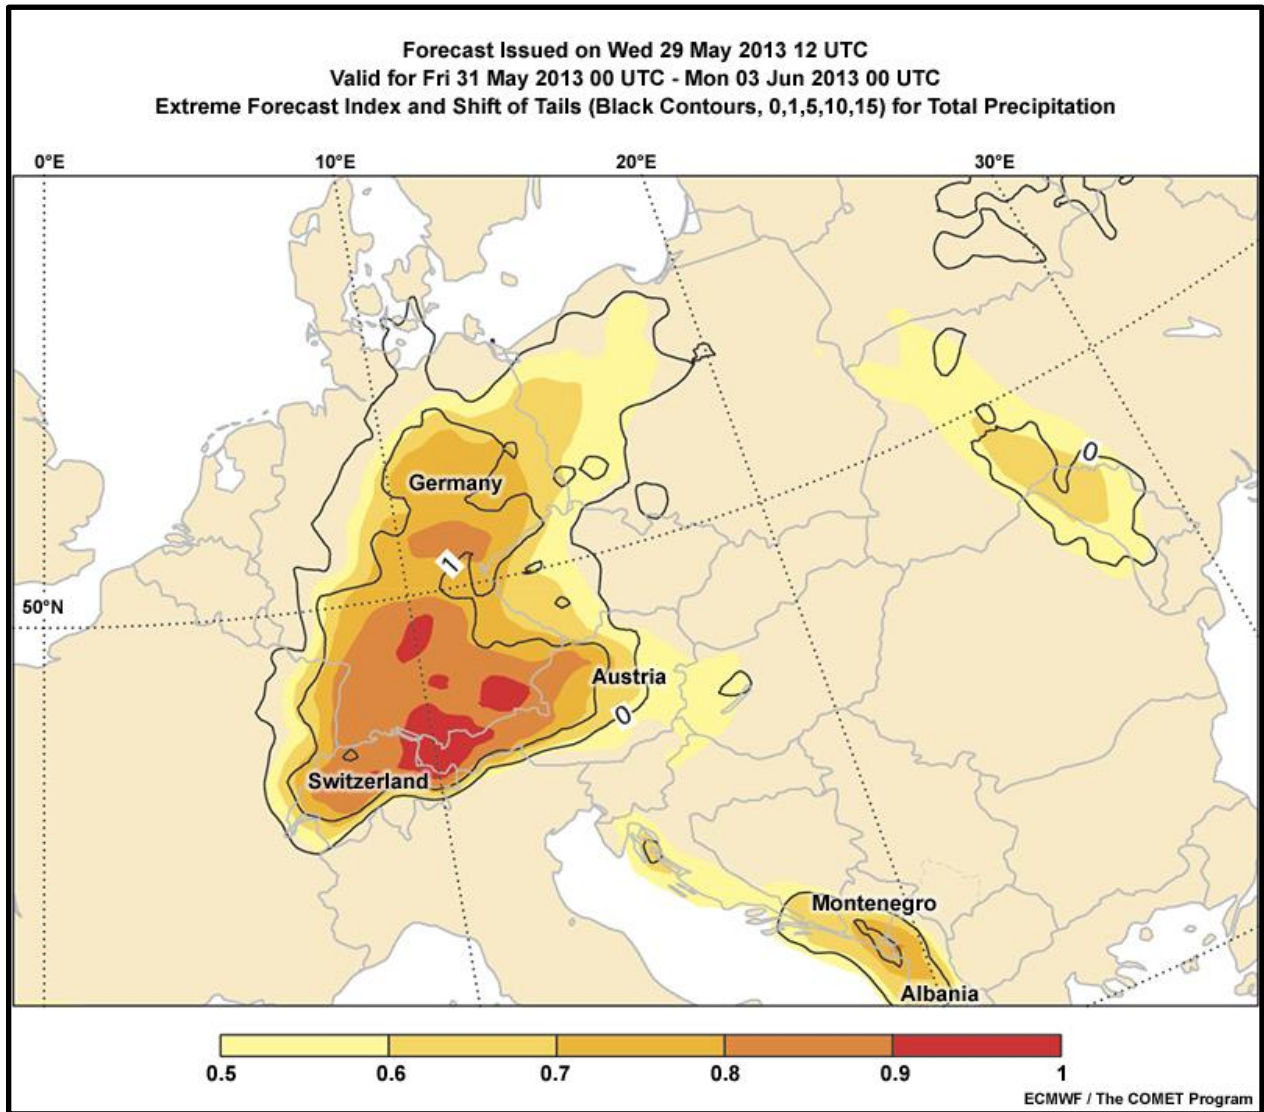 Forecast Issued on Wed 29 May 2013 12 UTC
Valid for Fri 31 May 2013 00 UTC - Mon 03 Jun 2013 00 UTC
Extreme Forecast Index and Shift of Tails (Black Contours, 0,1,5,10,15) for Total Precipitation
0°E 10°E 20°E 30°E
0
Germany
1
50°N
Austria
0
Switzerland
Montenegro
Albania
0.5 0.6 0.7 0.8 0.9 1
ECMWF / The COMET Program